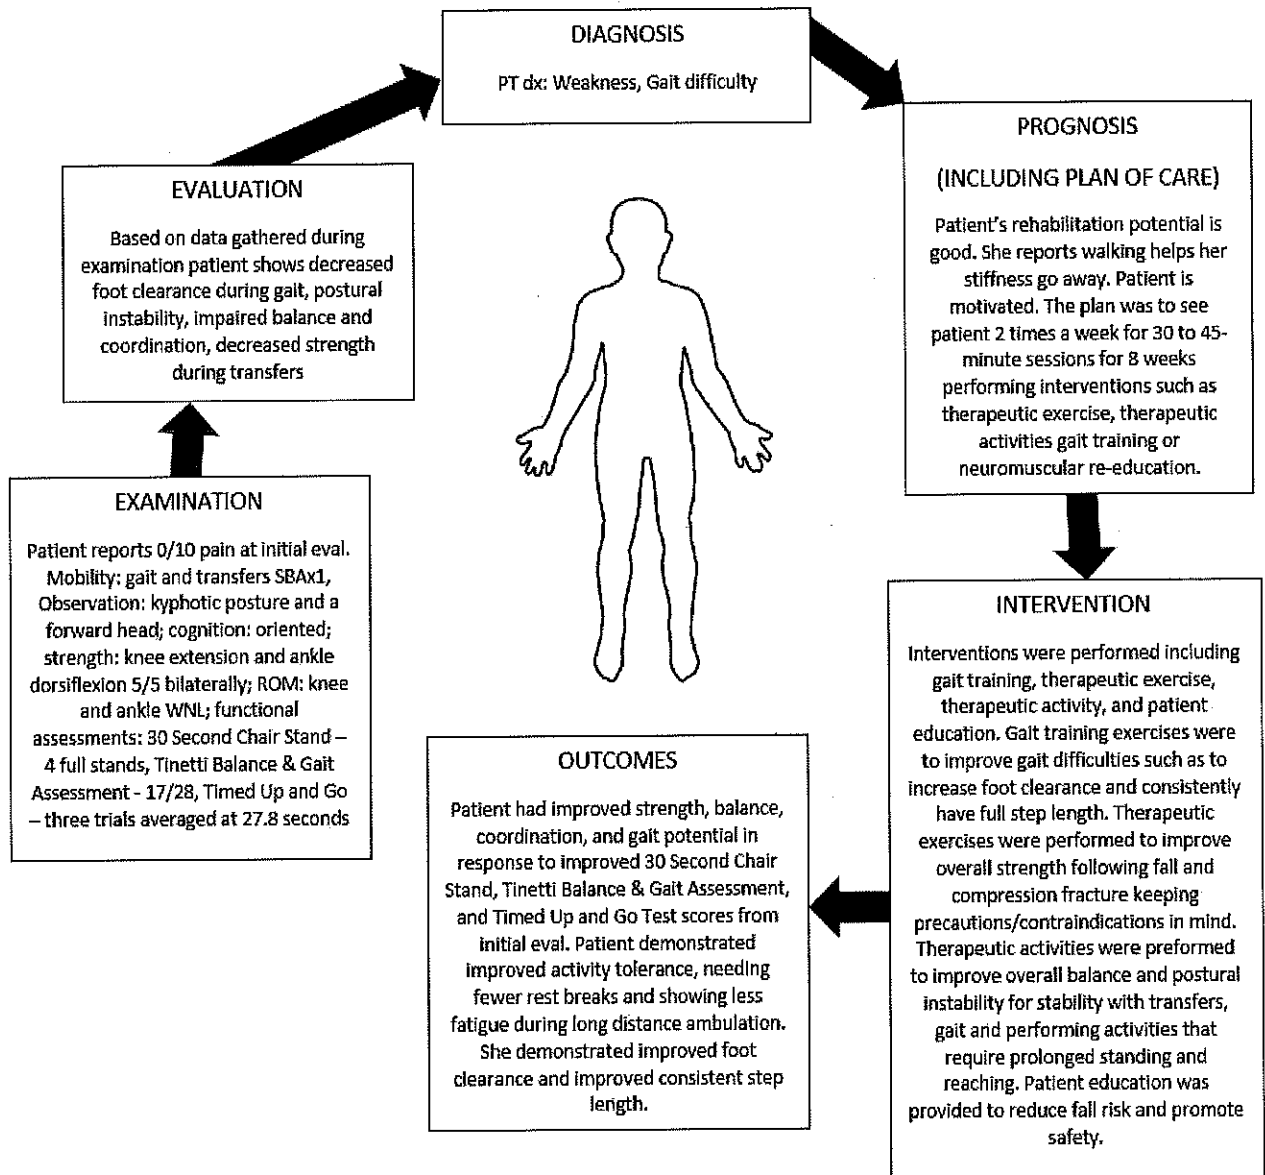 DIAGNOSIS
PT dx: Weakness, Gait difficulty
PROGNOSIS
(INCLUDING PLAN OF CARE)
Patient's rehabilitation potential is
good. She reports walking helps her
stiffness go away. Patient is
motivated. The plan was to see
patient 2 times a week for 30 to 45-
minute sessions for 8 weeks
performing interventions such as
therapeutic exercise, therapeutic
activities gait training or
neuromuscular re-education.
EVALUATION
Based on data gathered during
examination patient shows decreased
foot clearance during gait, postural
instability, impaired balance and
coordination, decreased strength
during transfers
EXAMINATION
Patient reports 0/10 pain at initial eval.
Mobility: gait and transfers SBAx1,
Observation: kyphotic posture and a
forward head; cognition: oriented;
strength: knee extension and ankle
dorsiflexion 5/5 bilaterally; ROM: knee
and ankle WNL; functional
assessments: 30 Second Chair Stand –
4 full stands, Tinetti Balance & Gait
Assessment - 17/28, Timed Up and Go
– three trials averaged at 27.8 seconds
INTERVENTION
Interventions were performed including
gait training, therapeutic exercise,
therapeutic activity, and patient
education. Gait training exercises were
to improve gait difficulties such as to
increase foot clearance and consistently
have full step length. Therapeutic
exercises were performed to improve
overall strength following fall and
compression fracture keeping
precautions/contraindications in mind.
Therapeutic activities were preformed
to improve overall balance and postural
instability for stability with transfers,
gait and performing activities that
require prolonged standing and
reaching. Patient education was
provided to reduce fall risk and promote
safety.
OUTCOMES
Patient had improved strength, balance,
coordination, and gait potential in
response to improved 30 Second Chair
Stand, Tinetti Balance & Gait Assessment,
and Timed Up and Go Test scores from
initial eval. Patient demonstrated
improved activity tolerance, needing
fewer rest breaks and showing less
fatigue during long distance ambulation.
She demonstrated improved foot
clearance and improved consistent step
length.